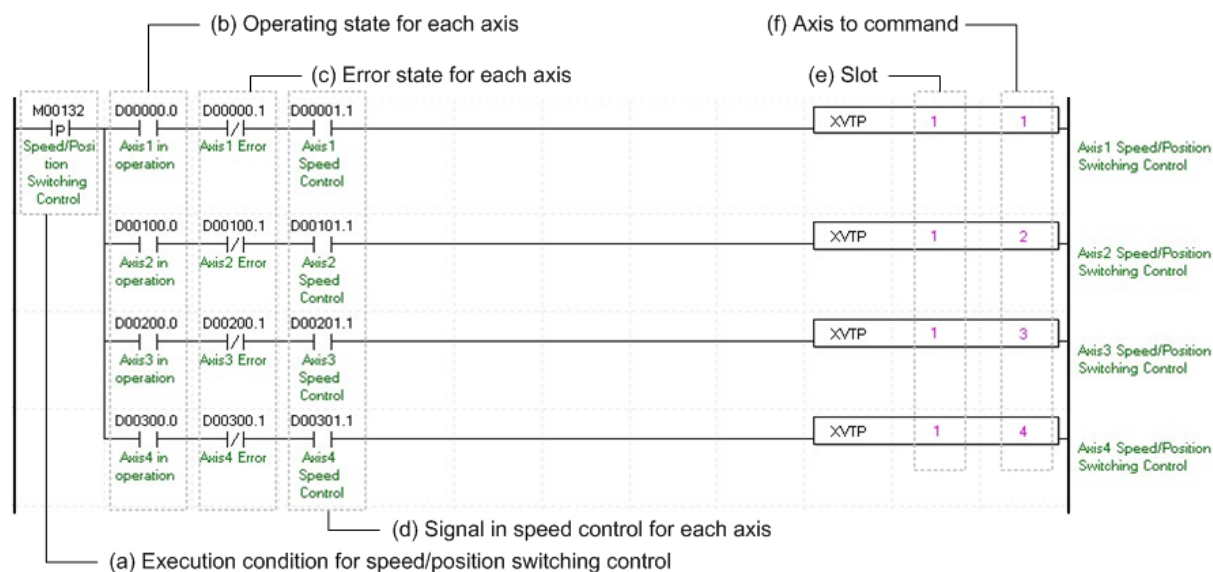 (b) Operating state for each axis
(f) Axis to command
(c) Error state for each axis
(e) Slot
M00132
D00000.0
D00000.1
D00001.1
P
XVTP 1 1
Speed/Posi
tion
Switching
Control
Axis1 in
operation
Axis1 Error
Axis1
Speed
Control
Axis1 Speed/Position
Switching Control
D00100.0
D00100.1
D00101.1
XVTP 1 2
Axis2 in
operation
Axis2 Error
Axis2
Speed
Control
Axis2 Speed/Position
Switching Control
D00200.0
D00200.1
D00201.1
XVTP 1 3
Axis3 in
operation
Axis3 Error
Axis3
Speed
Control
Axis3 Speed/Position
Switching Control
D00300.0
D00300.1
D00301.1
XVTP 1 4
Axis4 in
operation
Axis4 Error
Axis4
Speed
Control
Axis4 Speed/Position
Switching Control
(d) Signal in speed control for each axis
(a) Execution condition for speed/position switching control